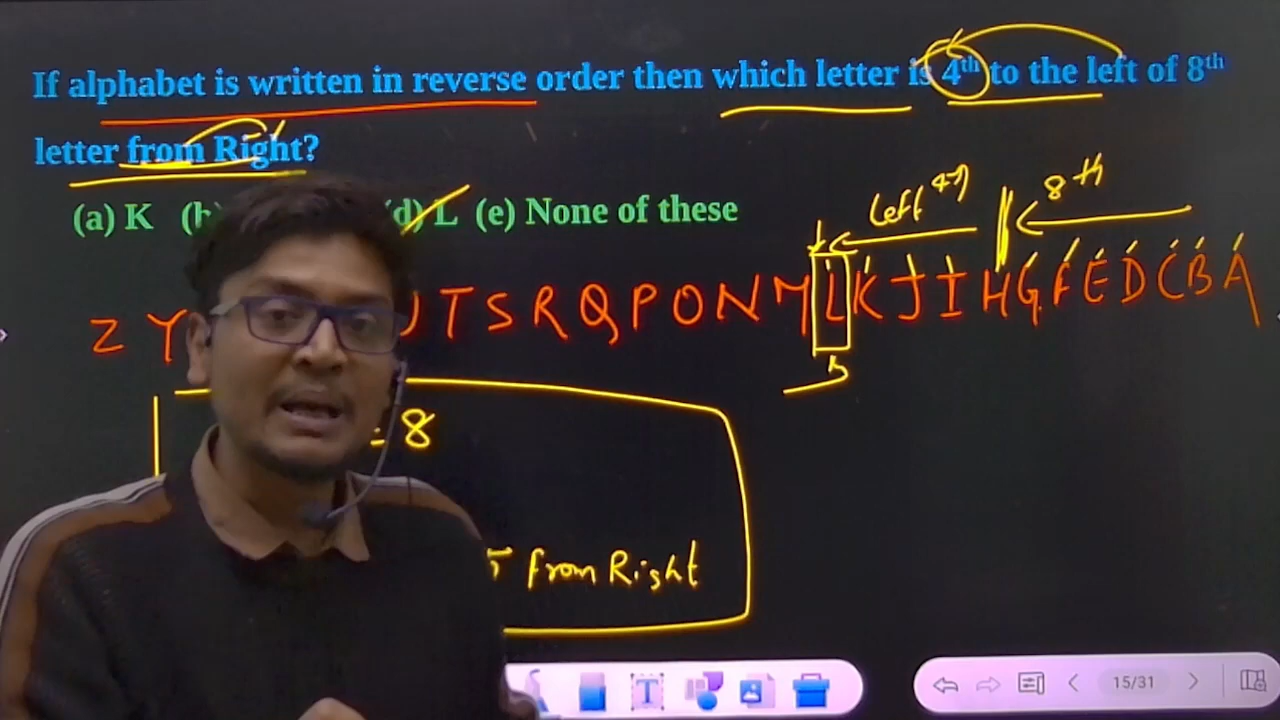 If alphabet is written in reverse order then which letter is 4th to the left of 8th
letter from Right?
(a) K (b (d) L (e) None of these
Left 4th 8th
Z Y U T S R Q P O N M L K J I H G F E D C B A
= 8
from Right
15/31